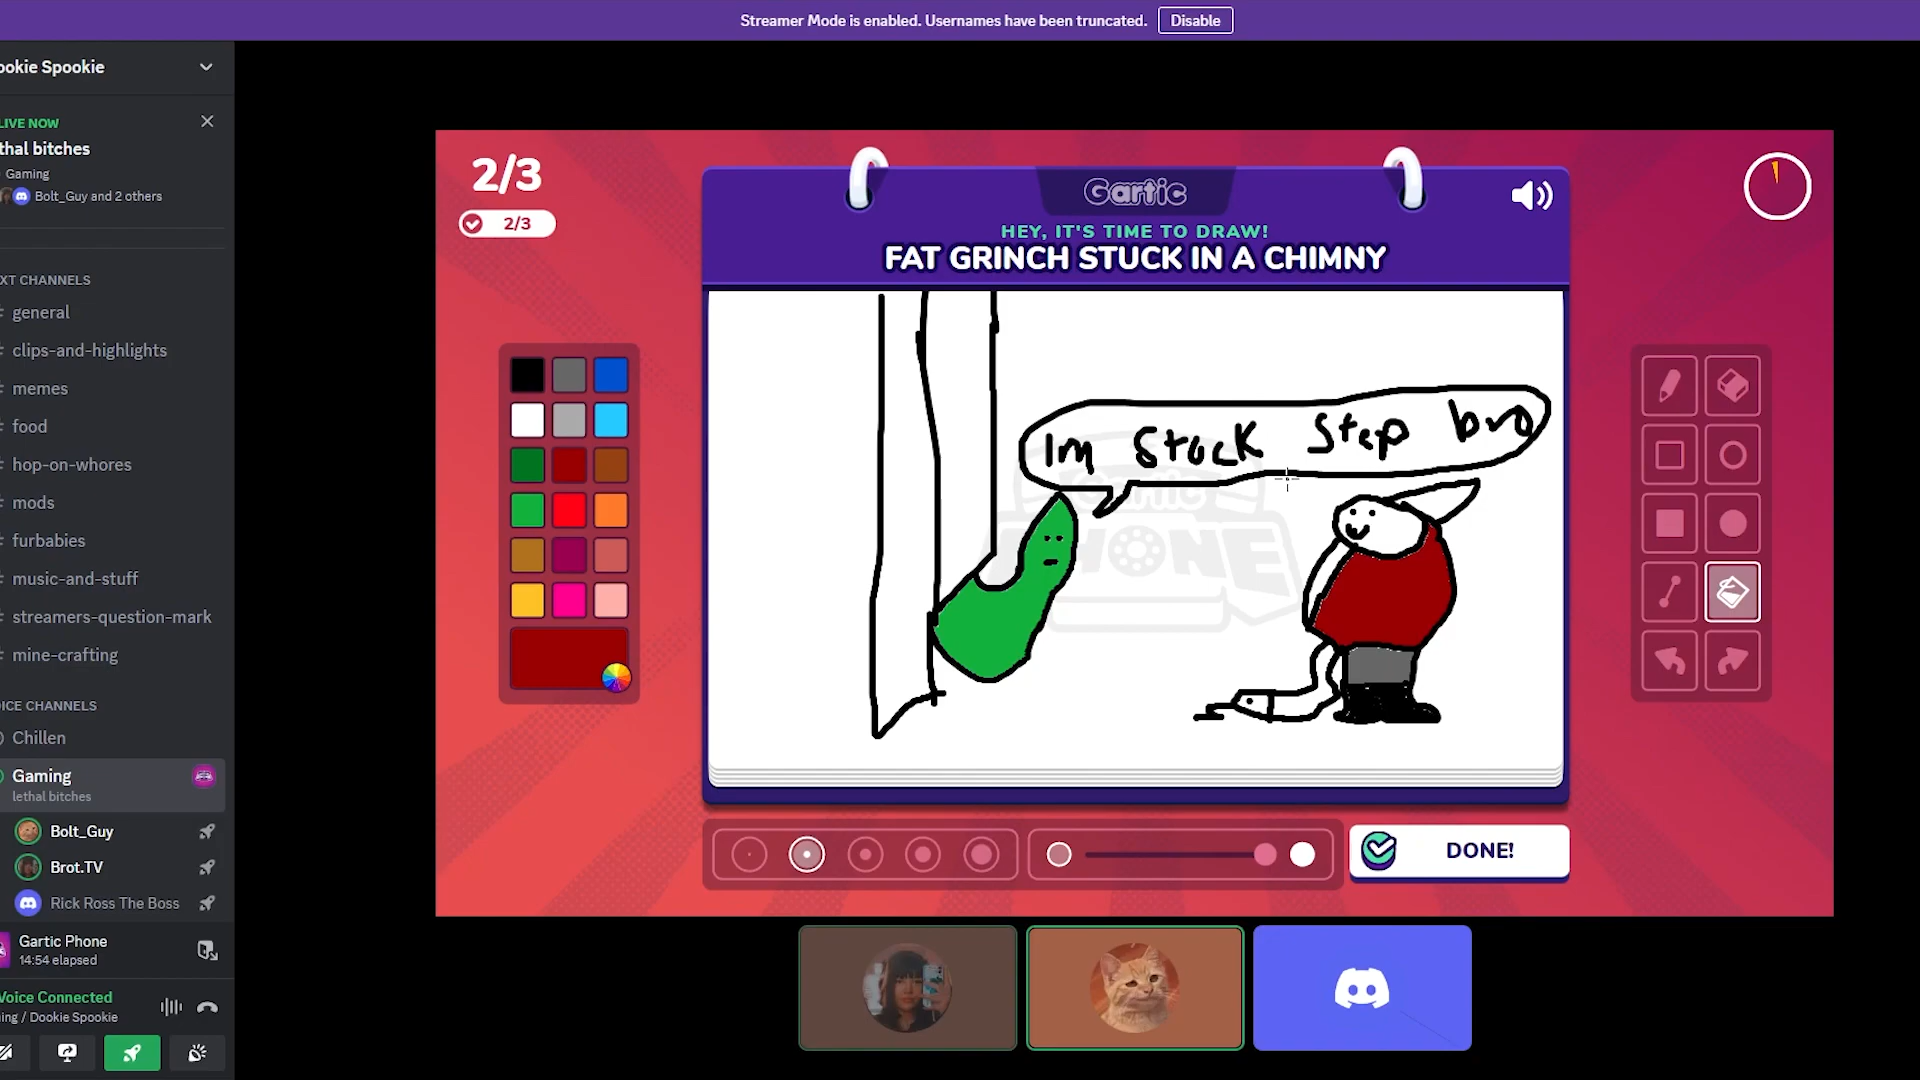 Streamer Mode is enabled. Usernames have been truncated.
Disable
ookie Spookie
LIVE NOW
thal bitches
Gaming
Bolt_Guy and 2 others
XT CHANNELS
general
clips-and-highlights
memes
food
hop-on-whores
mods
furbabies
music-and-stuff
streamers-question-mark
mine-crafting
ICE CHANNELS
Chillen
Gaming
lethal bitches
Bolt_Guy
Brot.TV
Rick Ross The Boss
Gartic Phone
14:54 elapsed
Voice Connected
ing / Dookie Spookie
2/3
2/3
Gartic
HEY, IT'S TIME TO DRAW!
FAT GRINCH STUCK IN A CHIMNY
Im Stuck Step bro
Gartic
PHONE
DONE!